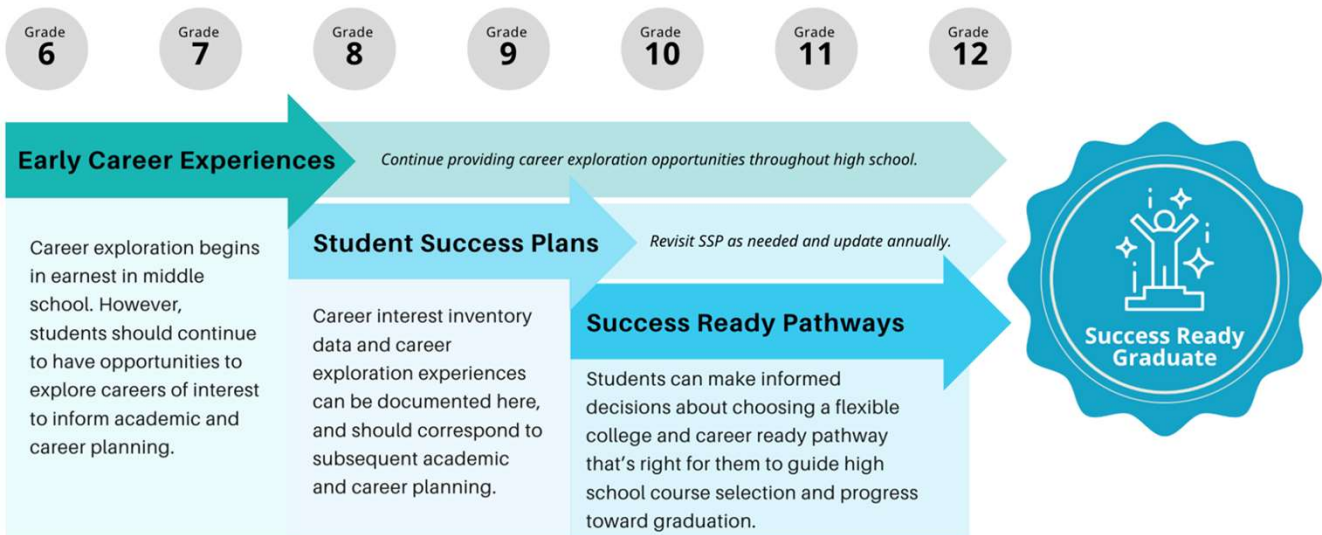 Grade
6
Grade
7
Grade
8
Grade
9
Grade
10
Grade
11
Grade
12
Early Career Experiences
Continue providing career exploration opportunities throughout high school.
Career exploration begins
in earnest in middle
school. However,
students should continue
to have opportunities to
explore careers of interest
to inform academic and
career planning.
Student Success Plans
Revisit SSP as needed and update annually.
Career interest inventory
data and career
exploration experiences
can be documented here,
and should correspond to
subsequent academic
and career planning.
Success Ready Pathways
Students can make informed
decisions about choosing a flexible
college and career ready pathway
that's right for them to guide high
school course selection and progress
toward graduation.
Success Ready
Graduate